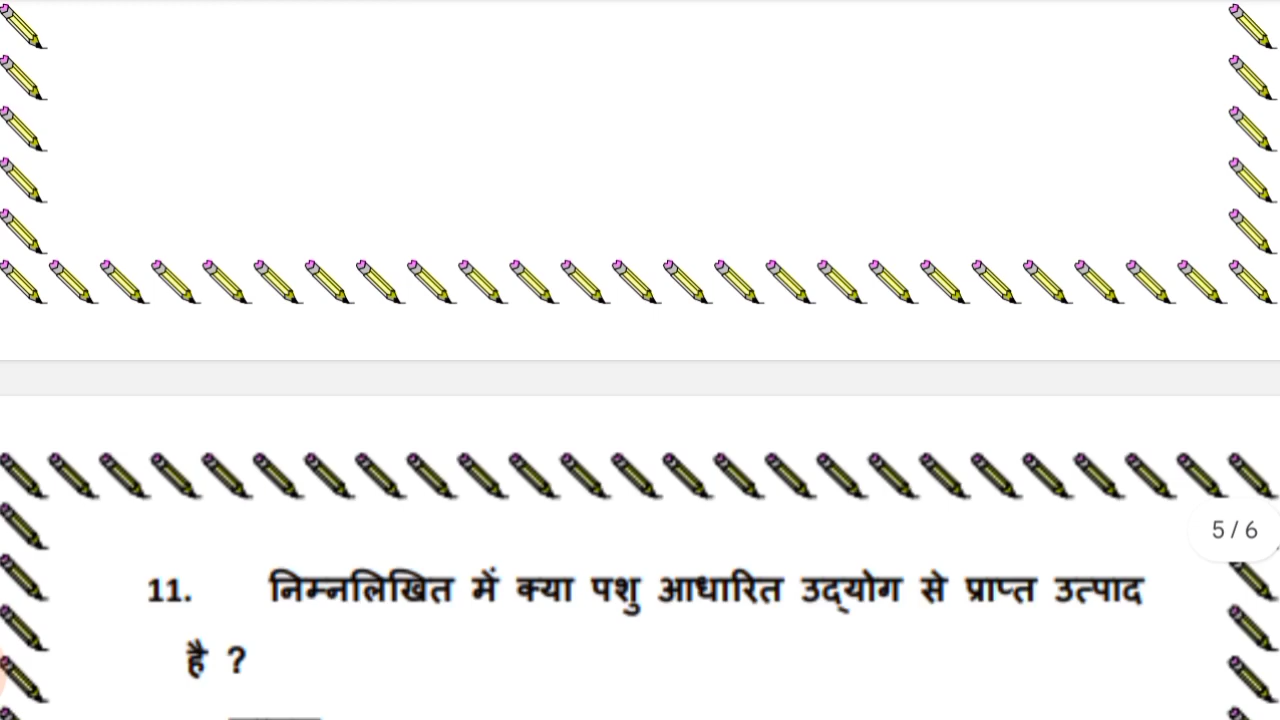 5/6
11. निम्नलिखित में क्या पशु आधारित उद्योग से प्राप्त उत्पाद
है ?